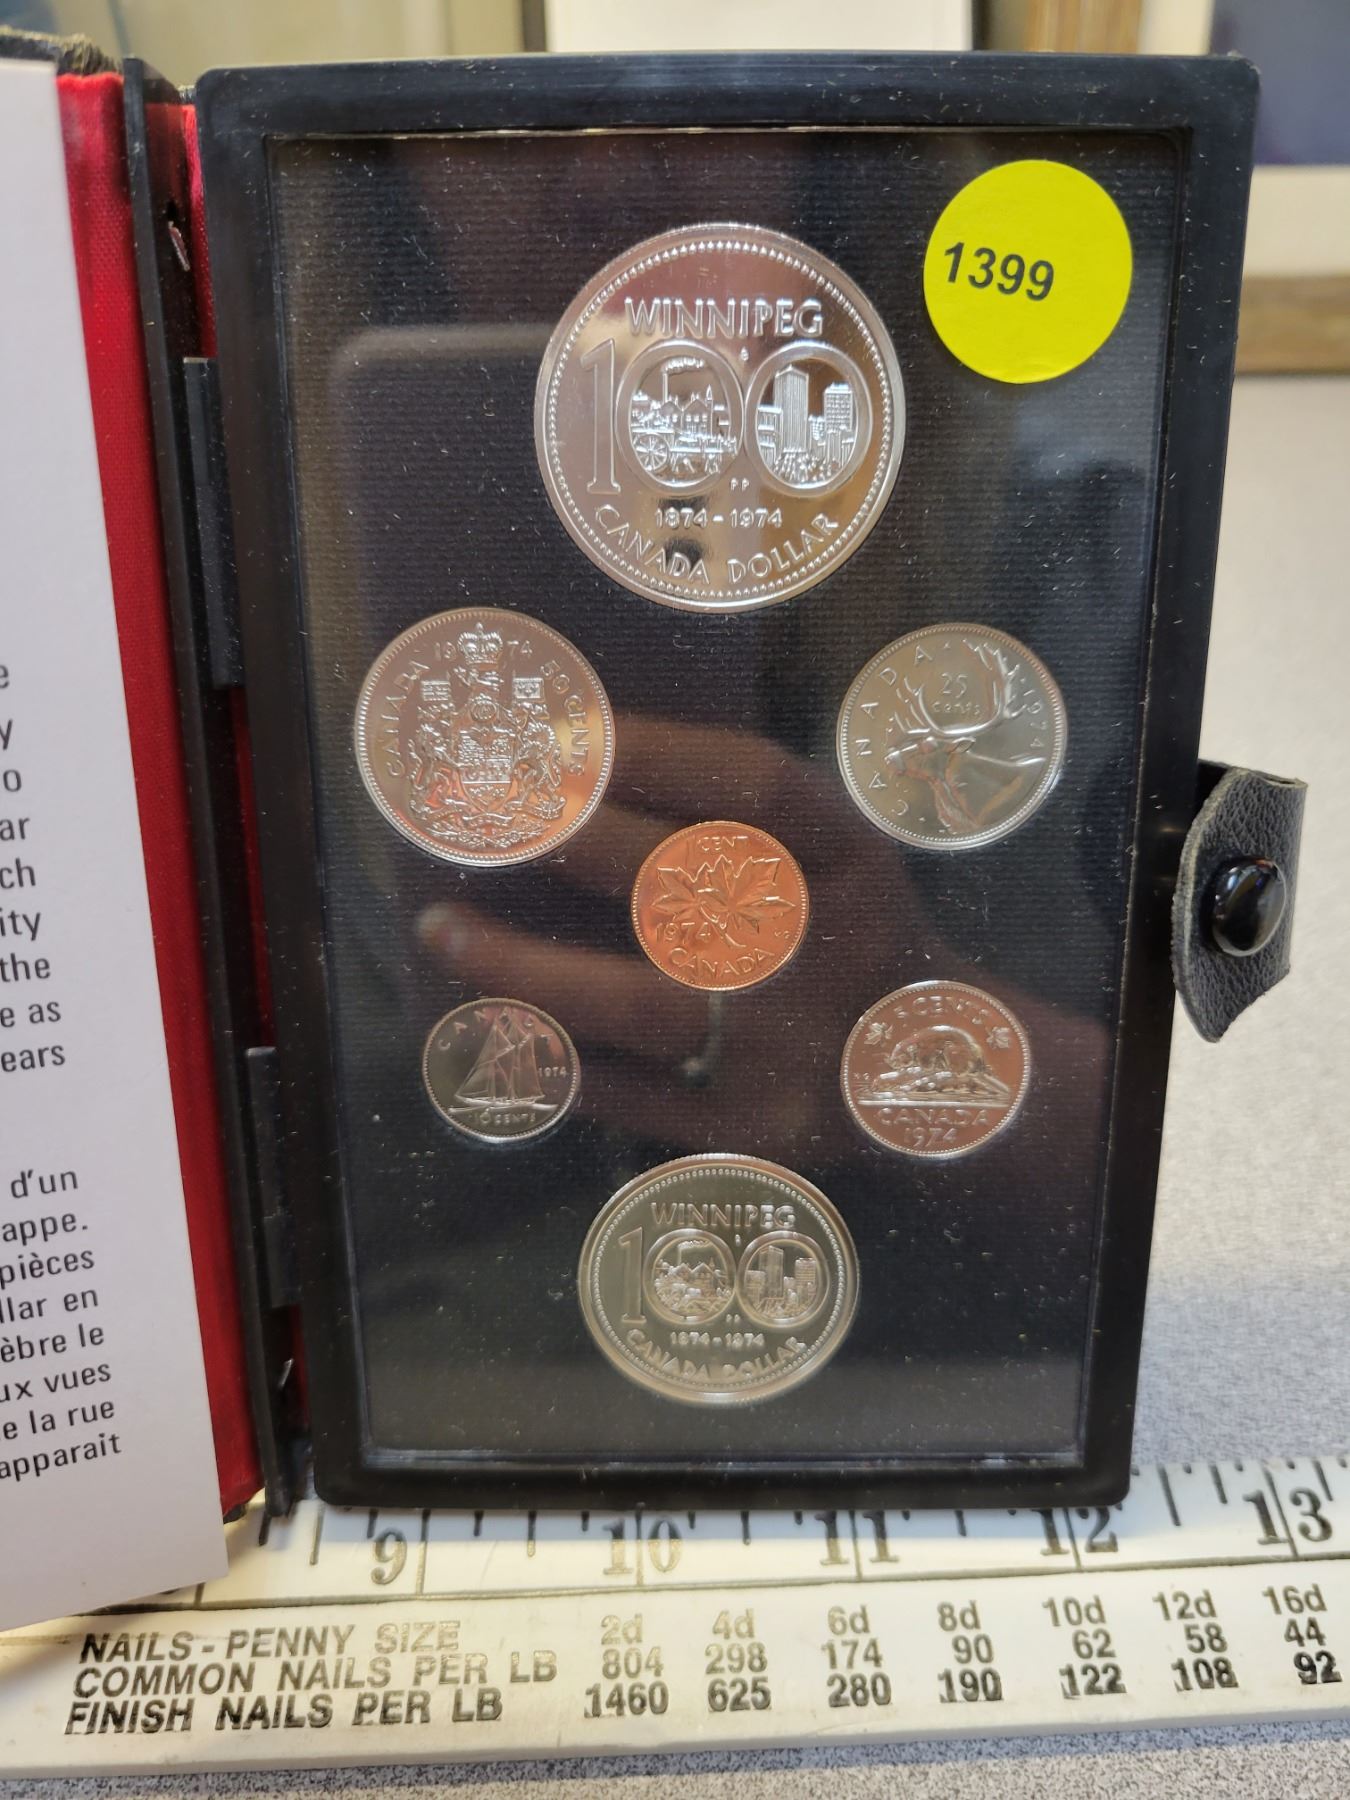 1399
WINNIPEG
100
1874-1974
CANADA DOLLAR
CANADA 1974 50 CENTS
CANADA 25 cents 1974
1 CENT
1974
CANADA
CANADA
1974
10 CENTS
5 CENTS
CANADA
1974
WINNIPEG
100
1874-1974
CANADA DOLLAR
e
y
o
ar
ch
ity
the
e as
ears
d'un
appe.
pièces
llar en
èbre le
ux vues
e la rue
apparait
9 10 11 12 13
NAILS - PENNY SIZE 2d 4d 6d 8d 10d 12d 16d
COMMON NAILS PER LB 804 298 174 90 62 58 44
FINISH NAILS PER LB 1460 625 280 190 122 108 92